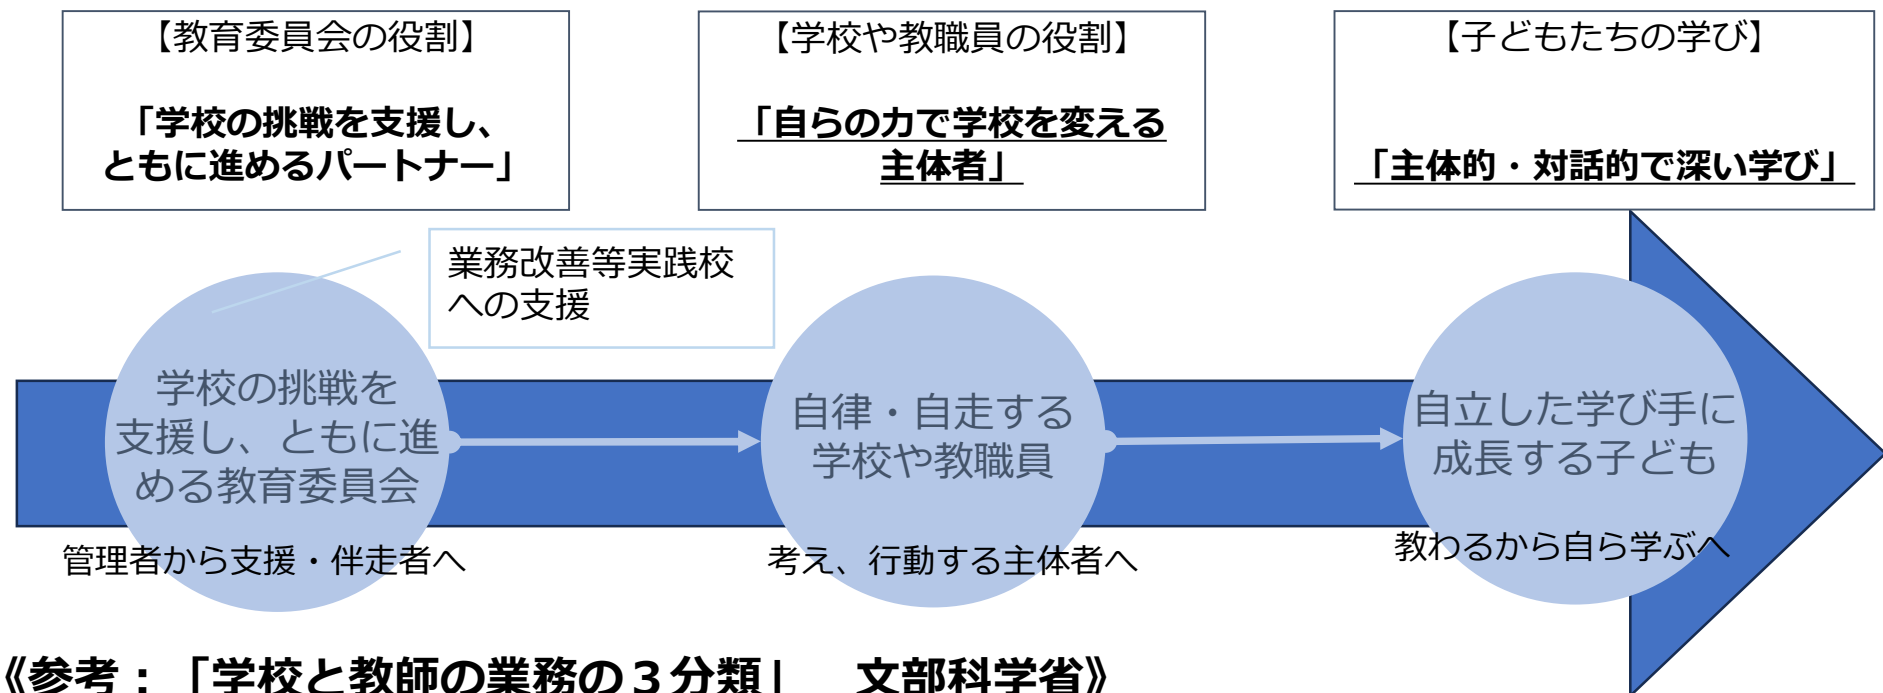 【教育委員会の役割】
「学校の挑戦を支援し、
ともに進めるパートナー」
【学校や教職員の役割】
「自らの力で学校を変える
主体者」
【子どもたちの学び】
「主体的・対話的で深い学び」
業務改善等実践校
への支援
学校の挑戦を
支援し、ともに進
める教育委員会
自律・自走する
学校や教職員
自立した学び手に
成長する子ども
管理者から支援・伴走者へ
考え、行動する主体者へ
教わるから自ら学ぶへ
《参考：「学校と教師の業務の３分類」　文部科学省》